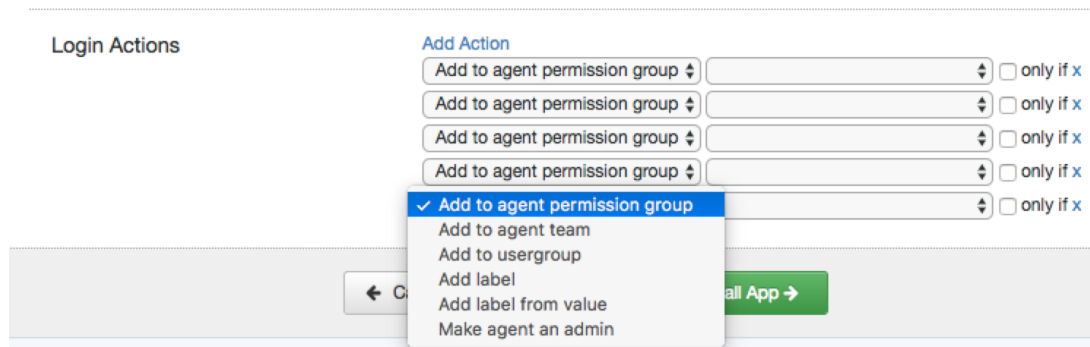 Login Actions
Add Action
Add to agent permission group only if x
Add to agent permission group only if x
Add to agent permission group only if x
Add to agent permission group only if x
✓ Add to agent permission group only if x
Add to agent team
Add to usergroup
Add label
Add label from value
Make agent an admin
← C
all App →